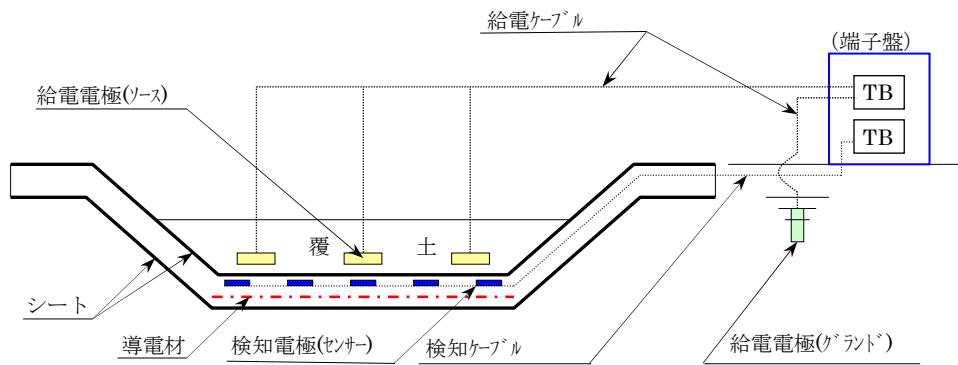 給電ケーブル
(端子盤)
給電電極(ソース)
TB
TB
覆 土
シート
導電材
検知電極(センサー)
検知ケーブル
給電電極(グランド)